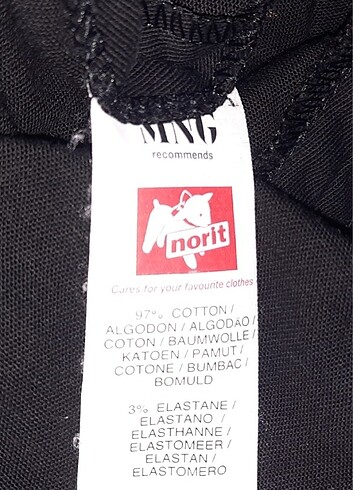 MNG
recommends
norit
Cares for your favourite clothes
97% COTTON /
ALGODON / ALGODAO /
COTON / BAUMWOLLE /
KATOEN / PAMUT /
COTONE / BUMBAC /
BOMULD
3% ELASTANE /
ELASTANO /
ELASTHANNE /
ELASTOMEER /
ELASTAN /
ELASTOMERO